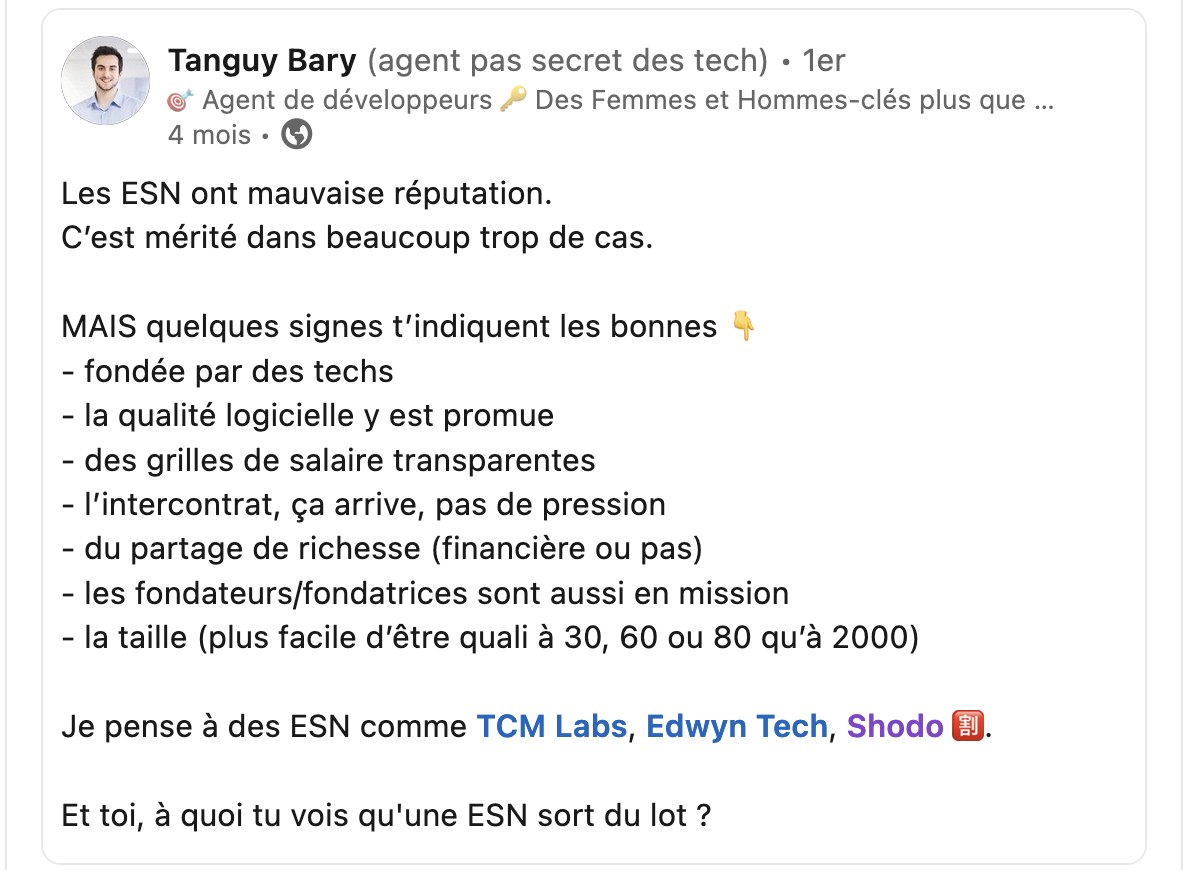 Tanguy Bary (agent pas secret des tech) • 1er
🎯 Agent de développeurs 🔑 Des Femmes et Hommes-clés plus que ...
4 mois •
Les ESN ont mauvaise réputation.
C’est mérité dans beaucoup trop de cas.
MAIS quelques signes t’indiquent les bonnes 👇
- fondée par des techs
- la qualité logicielle y est promue
- des grilles de salaire transparentes
- l’intercontrat, ça arrive, pas de pression
- du partage de richesse (financière ou pas)
- les fondateurs/fondatrices sont aussi en mission
- la taille (plus facile d’être quali à 30, 60 ou 80 qu’à 2000)
Je pense à des ESN comme TCM Labs, Edwyn Tech, Shodo 🈹.
Et toi, à quoi tu vois qu'une ESN sort du lot ?